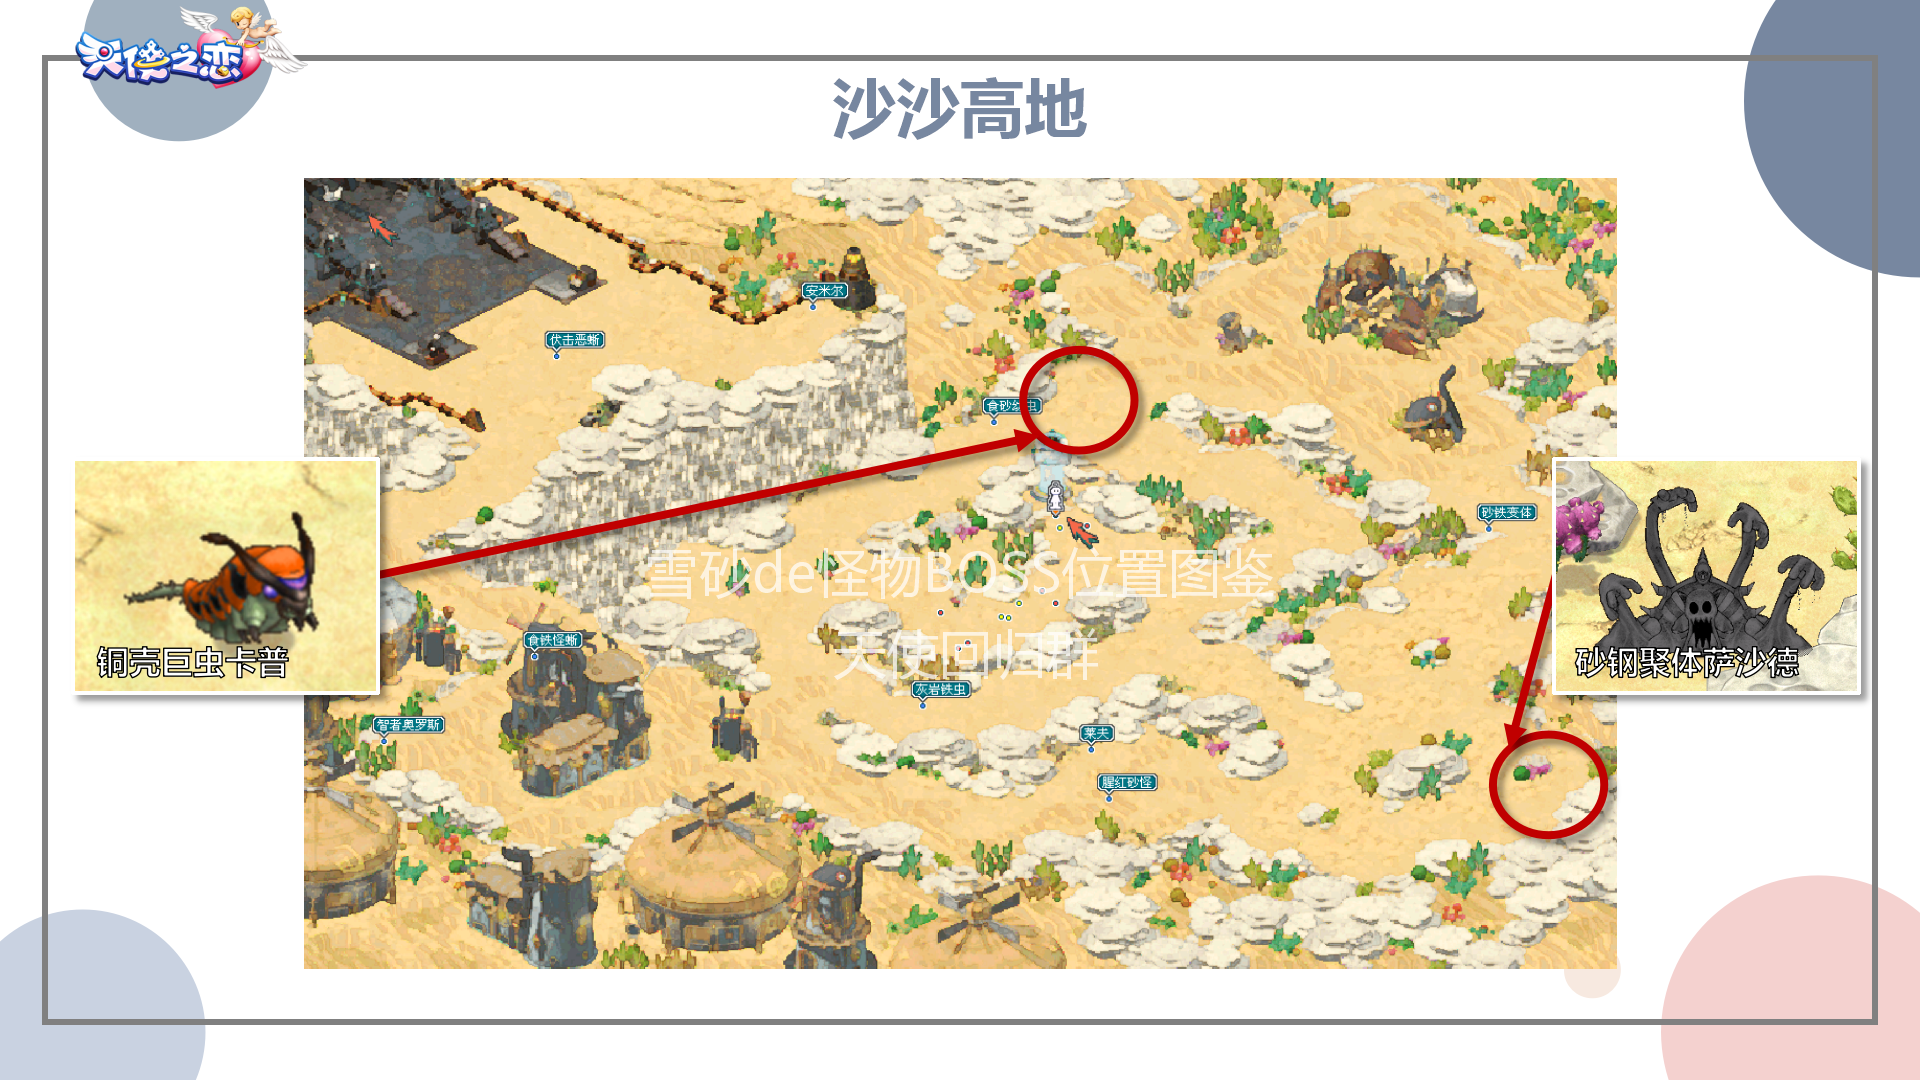 天使之恋
沙沙高地
安米尔
伏击恶蜥
食砂幼虫
砂铁变体
雪砂de怪物BOSS位置图鉴
天使回归群
食铁怪蜥
铜壳巨虫卡普
砂钢聚体萨沙德
灰岩铁虫
智者奥罗斯
莱夫
腥红砂怪